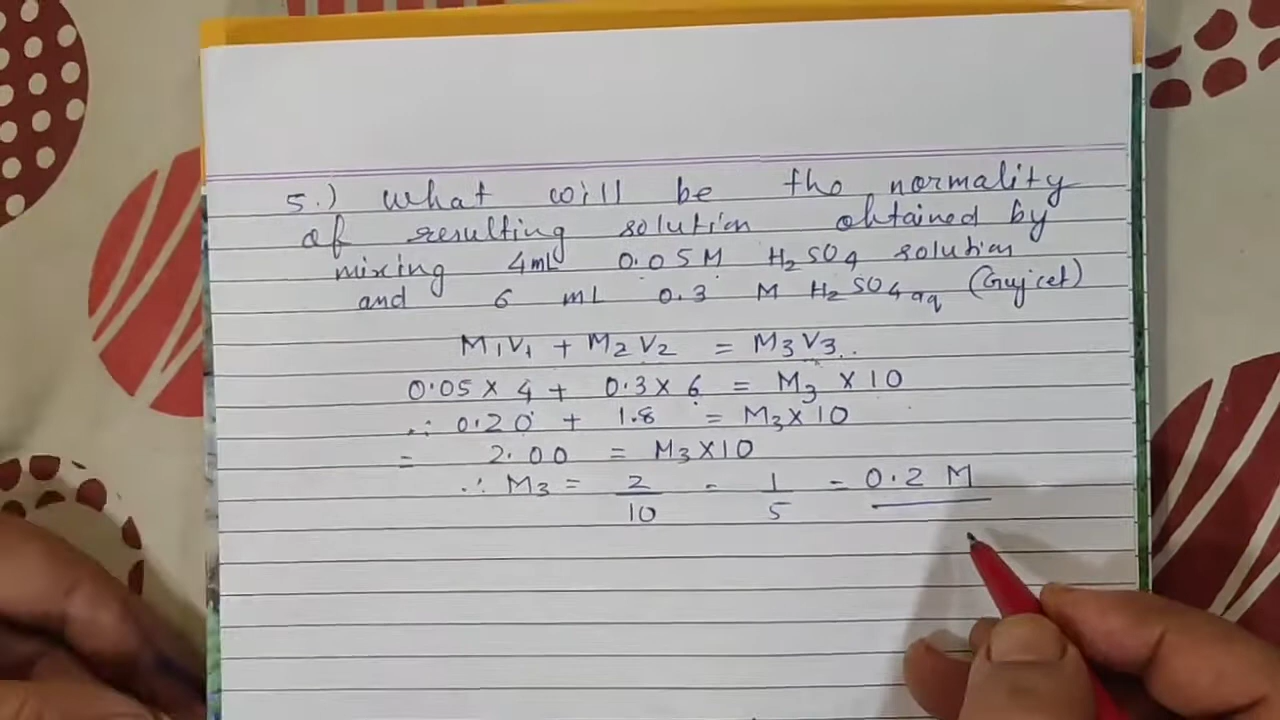 5.) what will be the normality
of resulting solution obtained by
mixing 4mL 0.05M H₂SO₄ solution
and 6 mL 0.3 M H₂SO₄ aq (Gujcet)
M₁V₁ + M₂V₂ = M₃V₃..
0.05 × 4 + 0.3 × 6 = M₃ × 10
∴ 0.20 + 1.8 = M₃×10
= 2.00 = M₃×10
∴ M₃ = 2/10 - 1/5 = 0.2 M